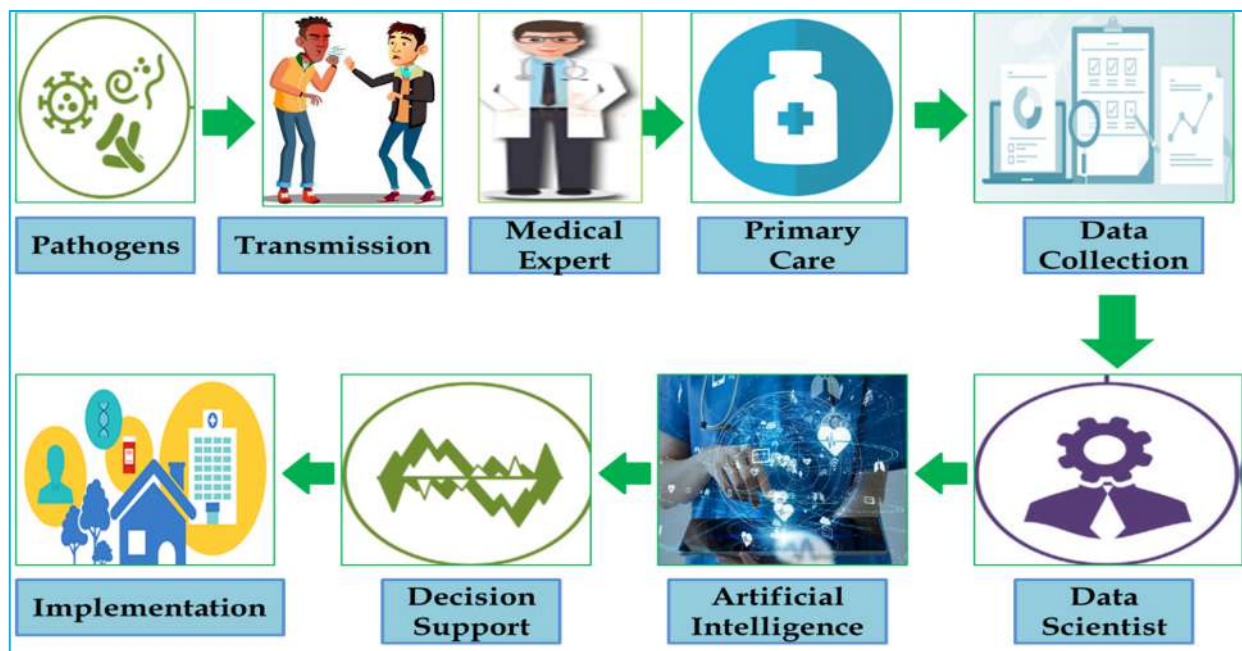 Pathogens
Transmission
Medical
Expert
Primary
Care
Data
Collection
Implementation
Decision
Support
Artificial
Intelligence
Data
Scientist